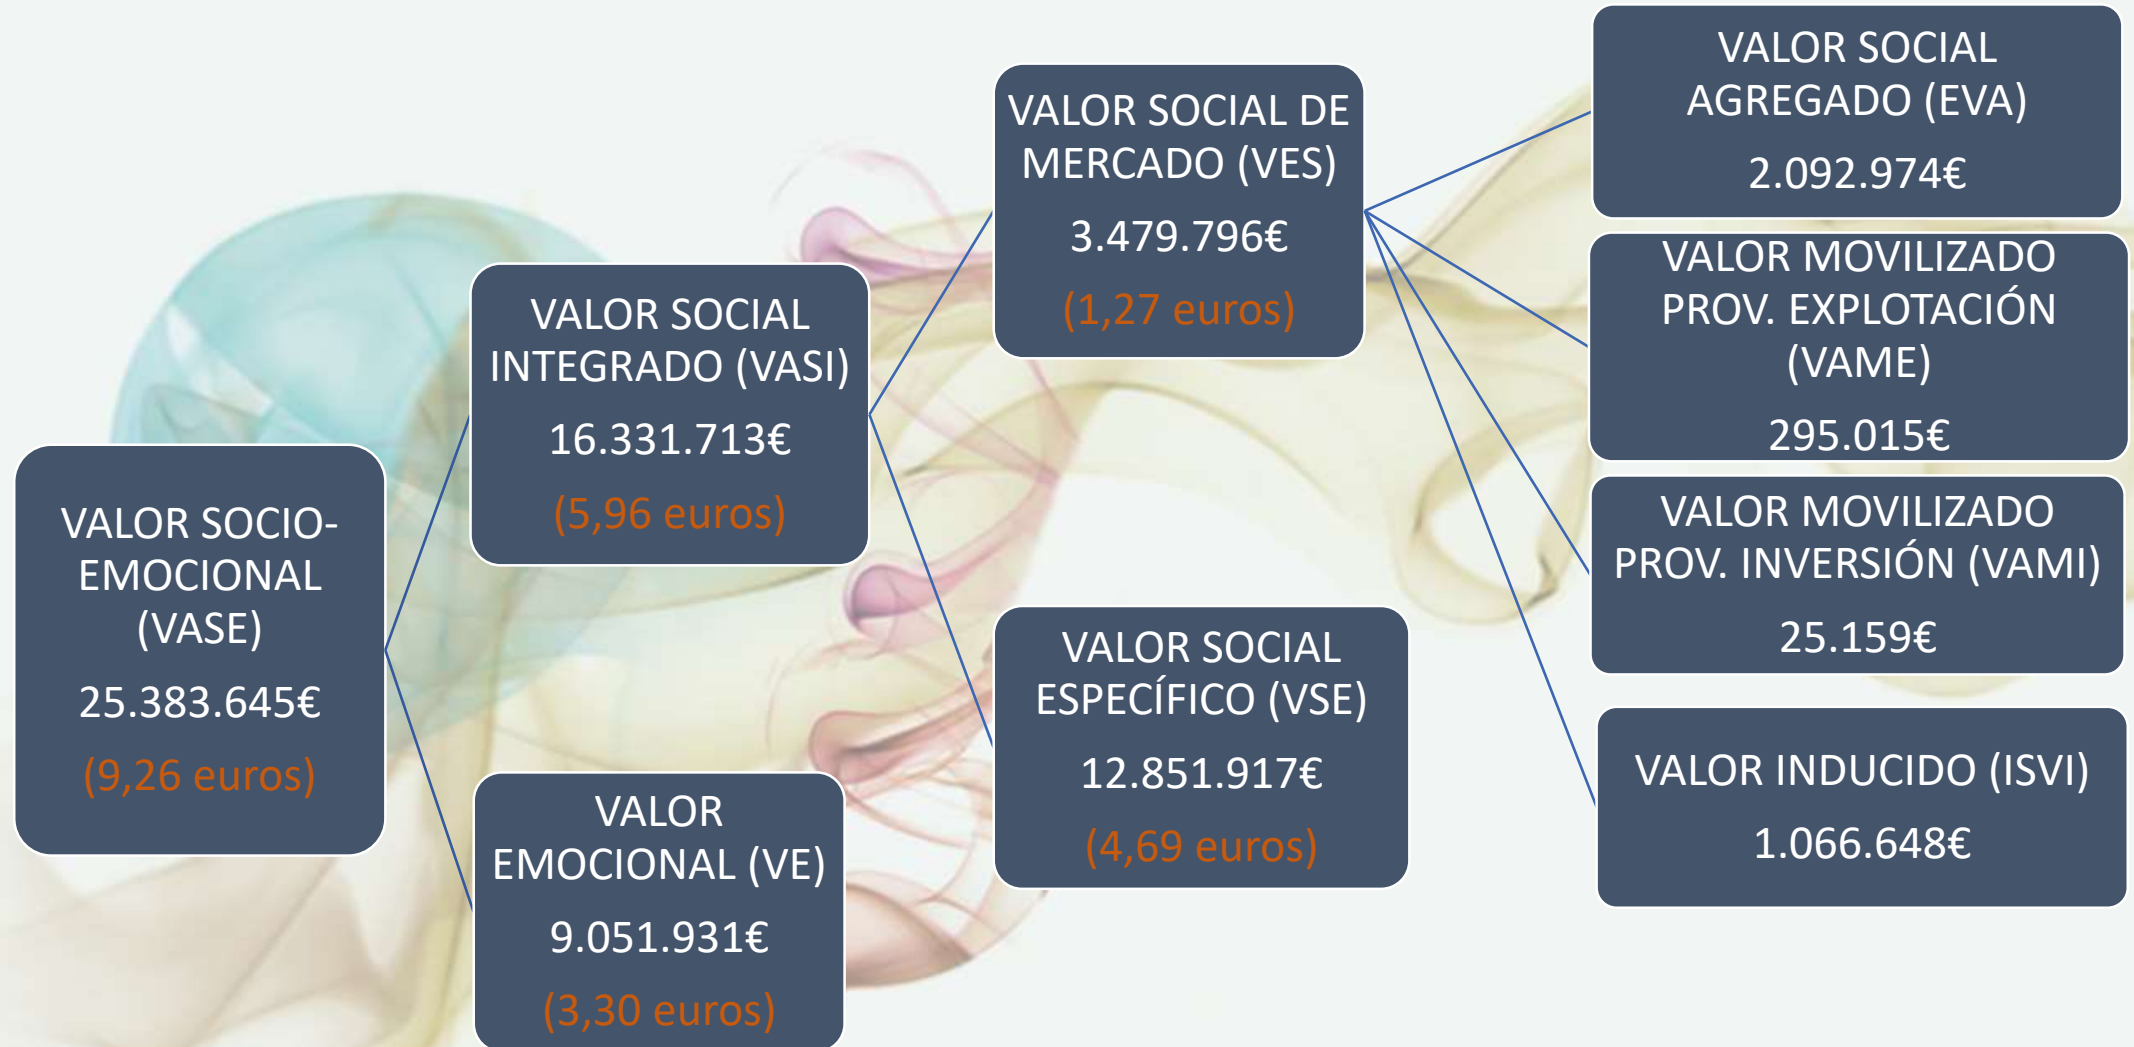 VALOR SOCIO-
EMOCIONAL
(VASE)
25.383.645€
(9,26 euros)
VALOR SOCIAL
INTEGRADO (VASI)
16.331.713€
(5,96 euros)
VALOR
EMOCIONAL (VE)
9.051.931€
(3,30 euros)
VALOR SOCIAL DE
MERCADO (VES)
3.479.796€
(1,27 euros)
VALOR SOCIAL
ESPECÍFICO (VSE)
12.851.917€
(4,69 euros)
VALOR SOCIAL
AGREGADO (EVA)
2.092.974€
VALOR MOVILIZADO
PROV. EXPLOTACIÓN
(VAME)
295.015€
VALOR MOVILIZADO
PROV. INVERSIÓN (VAMI)
25.159€
VALOR INDUCIDO (ISVI)
1.066.648€